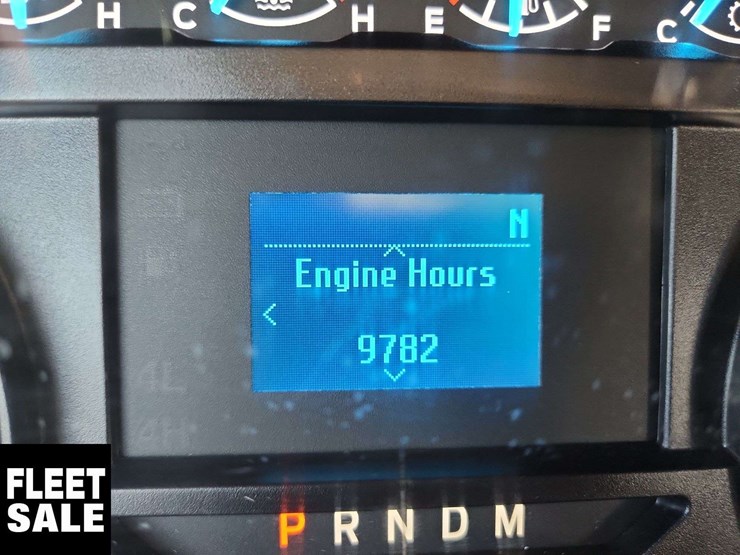 H C H E F C
N
Engine Hours
9782
FLEET
SALE
P R N D M